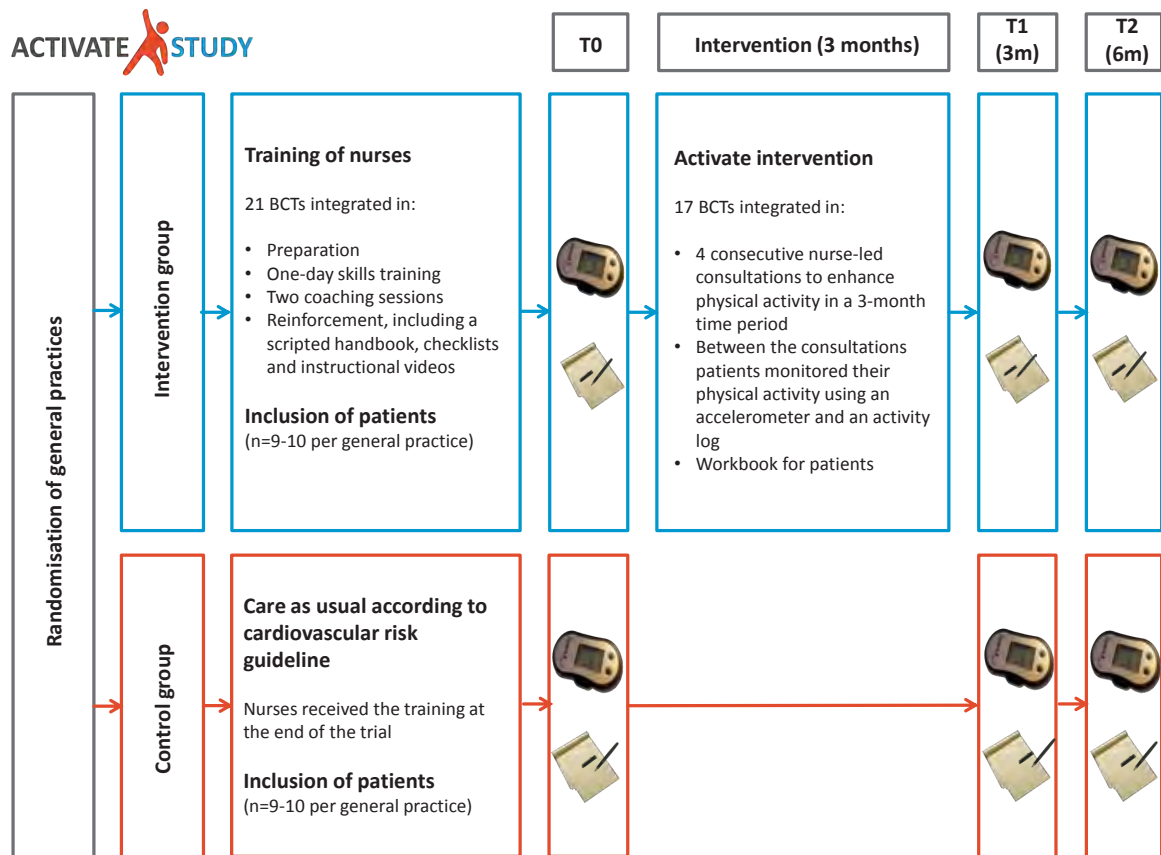 ACTIVATE STUDY
T0
Intervention (3 months)
T1
(3m)
T2
(6m)
Randomisation of general practices
Intervention group
Training of nurses
21 BCTs integrated in:
• Preparation
• One-day skills training
• Two coaching sessions
• Reinforcement, including a
scripted handbook, checklists
and instructional videos
Inclusion of patients
(n=9-10 per general practice)
Activate intervention
17 BCTs integrated in:
• 4 consecutive nurse-led
consultations to enhance
physical activity in a 3-month
time period
• Between the consultations
patients monitored their
physical activity using an
accelerometer and an activity
log
• Workbook for patients
Control group
Care as usual according to
cardiovascular risk
guideline
Nurses received the training at
the end of the trial
Inclusion of patients
(n=9-10 per general practice)